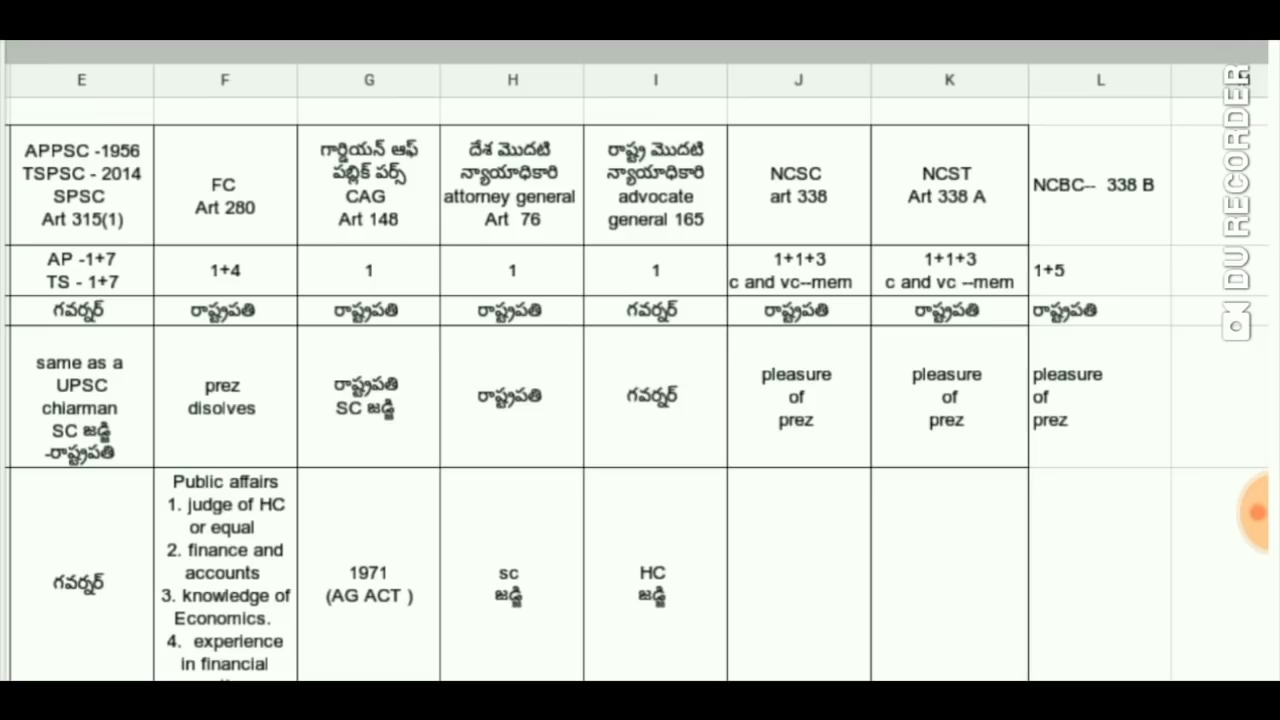 E F G H I J K L
APPSC -1956
TSPSC - 2014
SPSC
Art 315(1)
FC
Art 280
గార్డియన్ ఆఫ్
పబ్లిక్ పర్స్
CAG
Art 148
దేశ మొదటి
న్యాయాధికారి
attorney general
Art 76
రాష్ట్ర మొదటి
న్యాయాధికారి
advocate
general 165
NCSC
art 338
NCST
Art 338 A
NCBC-- 338 B
AP -1+7
TS - 1+7
1+4
1
1
1
1+1+3
c and vc--mem
1+1+3
c and vc --mem
1+5
గవర్నర్
రాష్ట్రపతి
రాష్ట్రపతి
రాష్ట్రపతి
గవర్నర్
రాష్ట్రపతి
రాష్ట్రపతి
రాష్ట్రపతి
same as a
UPSC
chiarman
SC జడ్జి
-రాష్ట్రపతి
prez
disolves
రాష్ట్రపతి
SC జడ్జి
రాష్ట్రపతి
గవర్నర్
pleasure
of
prez
pleasure
of
prez
pleasure
of
prez
గవర్నర్
Public affairs
1. judge of HC
or equal
2. finance and
accounts
3. knowledge of
Economics.
4. experience
in financial
1971
(AG ACT )
sc
జడ్జి
HC
జడ్జి
DU RECORDER